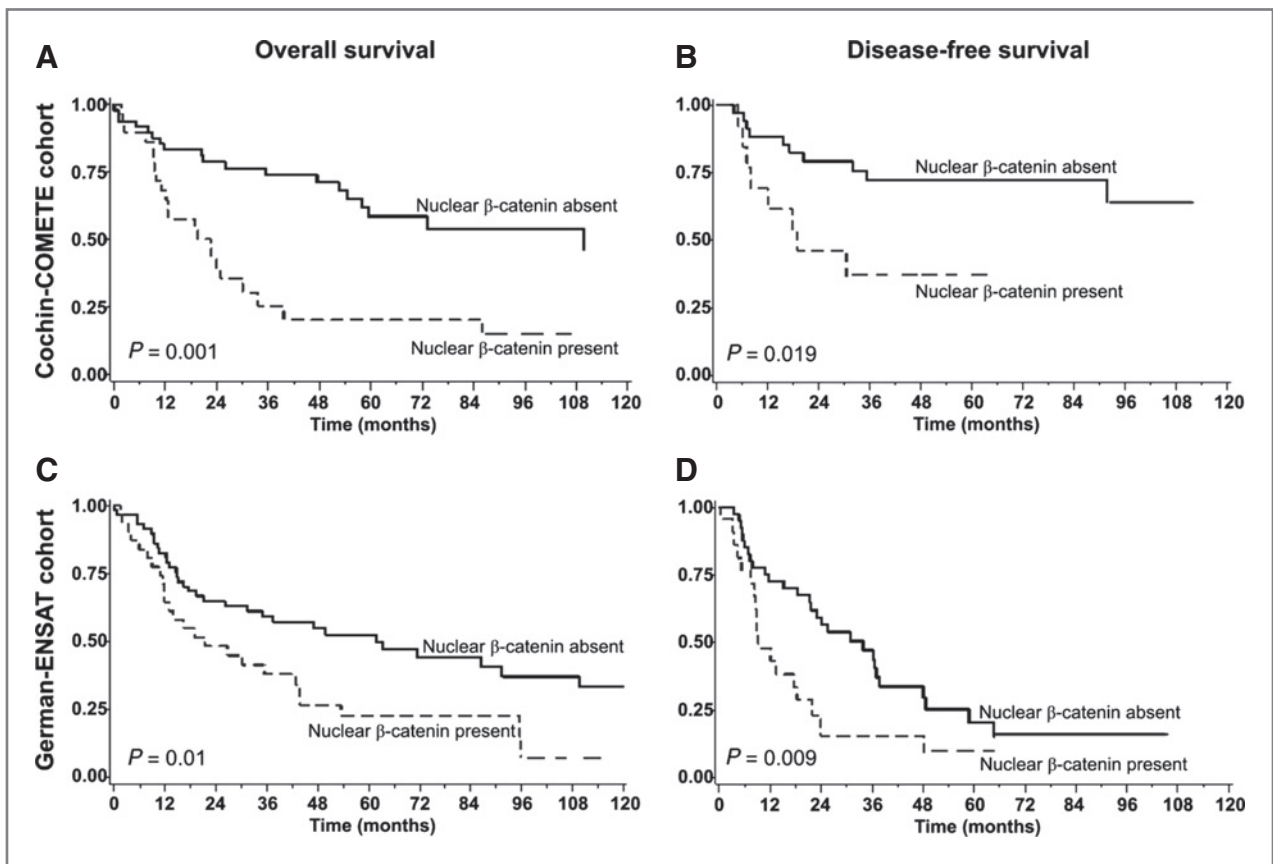 A
Overall survival
B
Disease-free survival
Cochin-COMETE cohort
1.00
0.75
0.50
0.25
0.00
Nuclear β-catenin absent
Nuclear β-catenin present
P = 0.001
0 12 24 36 48 60 72 84 96 108 120
Time (months)
1.00
0.75
0.50
0.25
0.00
Nuclear β-catenin absent
Nuclear β-catenin present
P = 0.019
0 12 24 36 48 60 72 84 96 108 120
Time (months)
C
German-ENSAT cohort
1.00
0.75
0.50
0.25
0.00
Nuclear β-catenin absent
Nuclear β-catenin present
P = 0.01
0 12 24 36 48 60 72 84 96 108 120
Time (months)
D
1.00
0.75
0.50
0.25
0.00
Nuclear β-catenin absent
Nuclear β-catenin present
P = 0.009
0 12 24 36 48 60 72 84 96 108 120
Time (months)